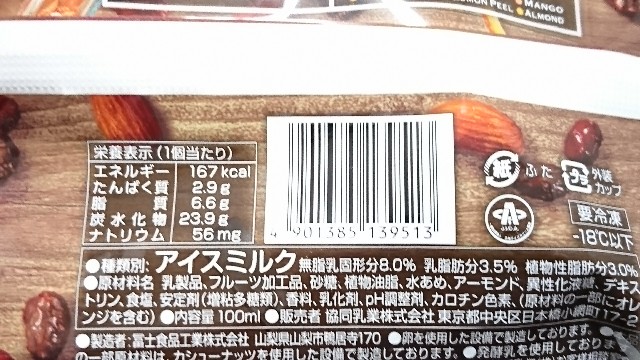 MANGO
ALMOND
栄養表示(1個当たり)
エネルギー 167kcal
たんぱく質 2.9g
脂質 6.6g
炭水化物 23.9g
ナトリウム 56mg
4 901385 139513
紙 ふた プラ 外装 カップ
要冷凍
-18℃以下
●種類別:アイスミルク 無脂乳固形分8.0% 乳脂肪分3.5% 植物性脂肪分3.0%
●原材料名 乳製品、フルーツ加工品、砂糖、植物油脂、水あめ、アーモンド、異性化液糖、デキス
トリン、食塩、安定剤(増粘多糖類)、香料、乳化剤、pH調整剤、カロチン色素、(原材料の一部にオレ
ンジを含む)●内容量 100ml ●販売者 協同乳業株式会社 東京都中央区日本橋小網町17-
●製造者:冨士食品工業株式会社 山梨県山梨市鴨居寺170 ●卵を使用した設備で製造しております。
の一部原材料は、カシューナッツを使用した設備で製造しております。●発酵乳を使用しておりま